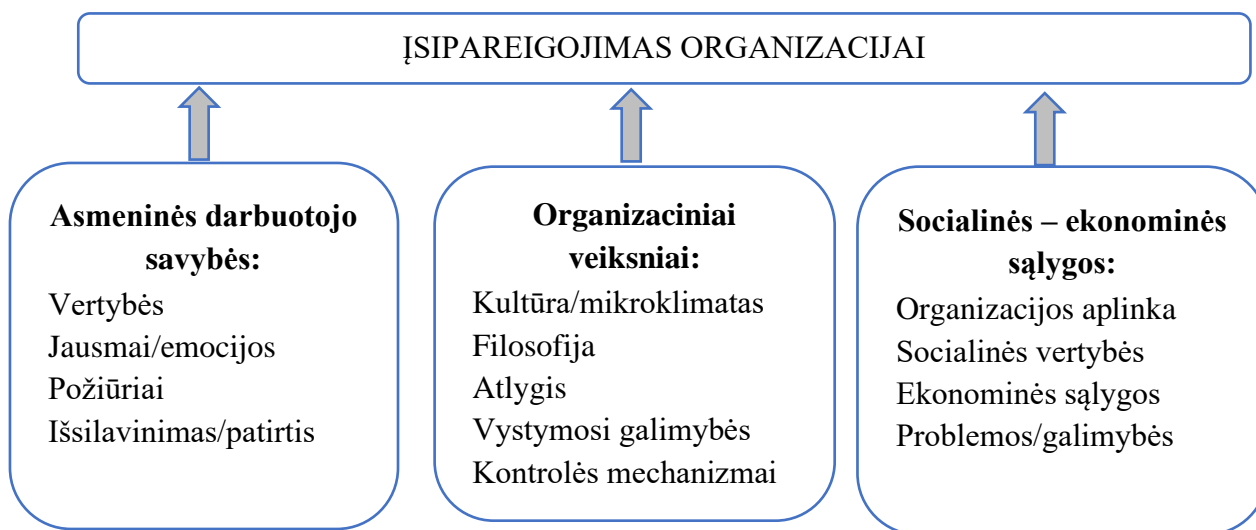 ĮSIPAREIGOJIMAS ORGANIZACIJAI
Asmeninės darbuotojo
savybės:
Vertybės
Jausmai/emocijos
Požiūriai
Išsilavinimas/patirtis
Organizaciniai
veiksniai:
Kultūra/mikroklimatas
Filosofija
Atlygis
Vystymosi galimybės
Kontrolės mechanizmai
Socialinės – ekonominės
sąlygos:
Organizacijos aplinka
Socialinės vertybės
Ekonominės sąlygos
Problemos/galimybės